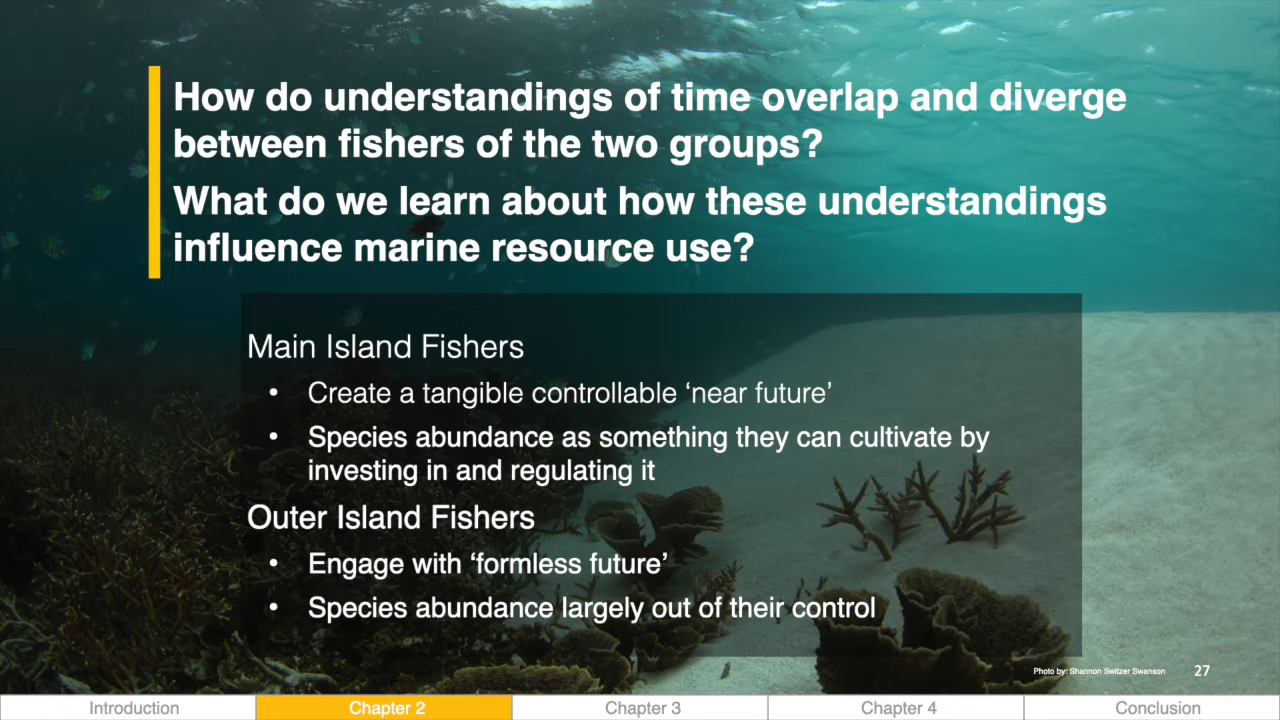 How do understandings of time overlap and diverge
between fishers of the two groups?
What do we learn about how these understandings
influence marine resource use?
Main Island Fishers
• Create a tangible controllable ‘near future’
• Species abundance as something they can cultivate by
investing in and regulating it
Outer Island Fishers
• Engage with ‘formless future’
• Species abundance largely out of their control
Photo by: Shannon Switzer Swanson
27
Introduction
Chapter 2
Chapter 3
Chapter 4
Conclusion